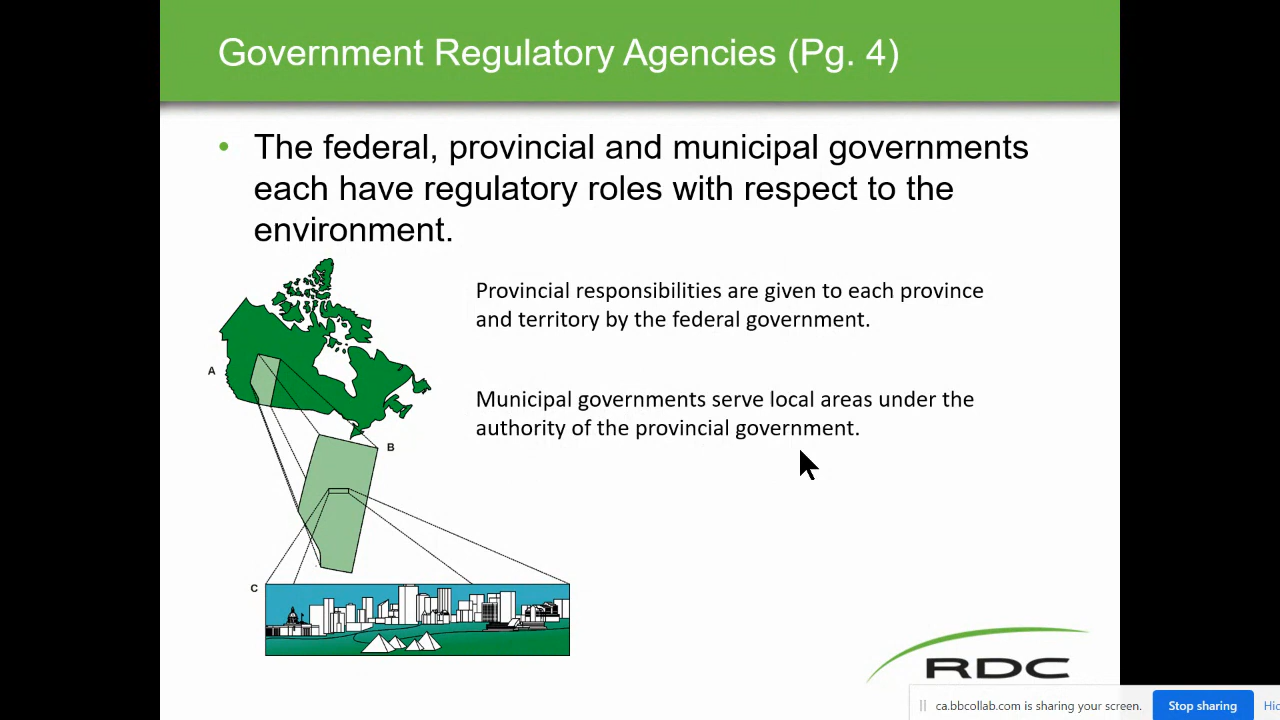 Government Regulatory Agencies (Pg. 4)
• The federal, provincial and municipal governments
each have regulatory roles with respect to the
environment.
Provincial responsibilities are given to each province
and territory by the federal government.
A
Municipal governments serve local areas under the
authority of the provincial government.
B
C
RDC
ca.bbcollab.com is sharing your screen.
Stop sharing
Hid